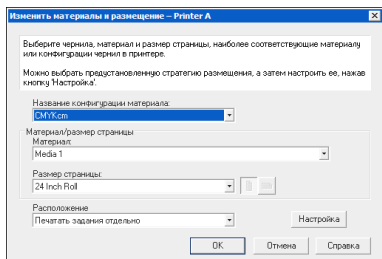 Изменить материалы и размещение – Printer A
Выберите чернила, материал и размер страницы, наиболее соответствующие материалу
или конфигурации чернил в принтере.
Можно выбрать предустановленную стратегию размещения, а затем настроить ее, нажав
кнопку 'Настройка'.
Название конфигурации материала:
CMYKcm
Материал/размер страницы
Материал:
Media 1
Размер страницы:
24 Inch Roll
Расположение
Печатать задания отдельно
Настройка
OK
Отмена
Справка